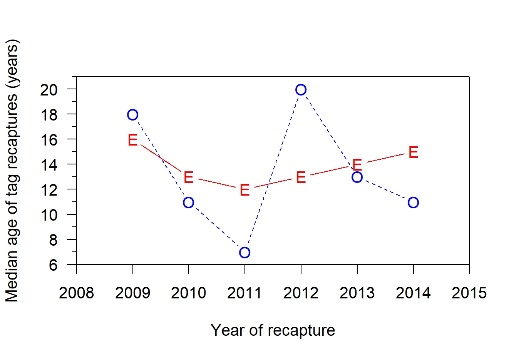 Median age of tag recaptures (years)
20
18
16
14
12
10
8
6
O
E
E
O
E
O
O
E
E
O
E
O
2008 2009 2010 2011 2012 2013 2014 2015
Year of recapture